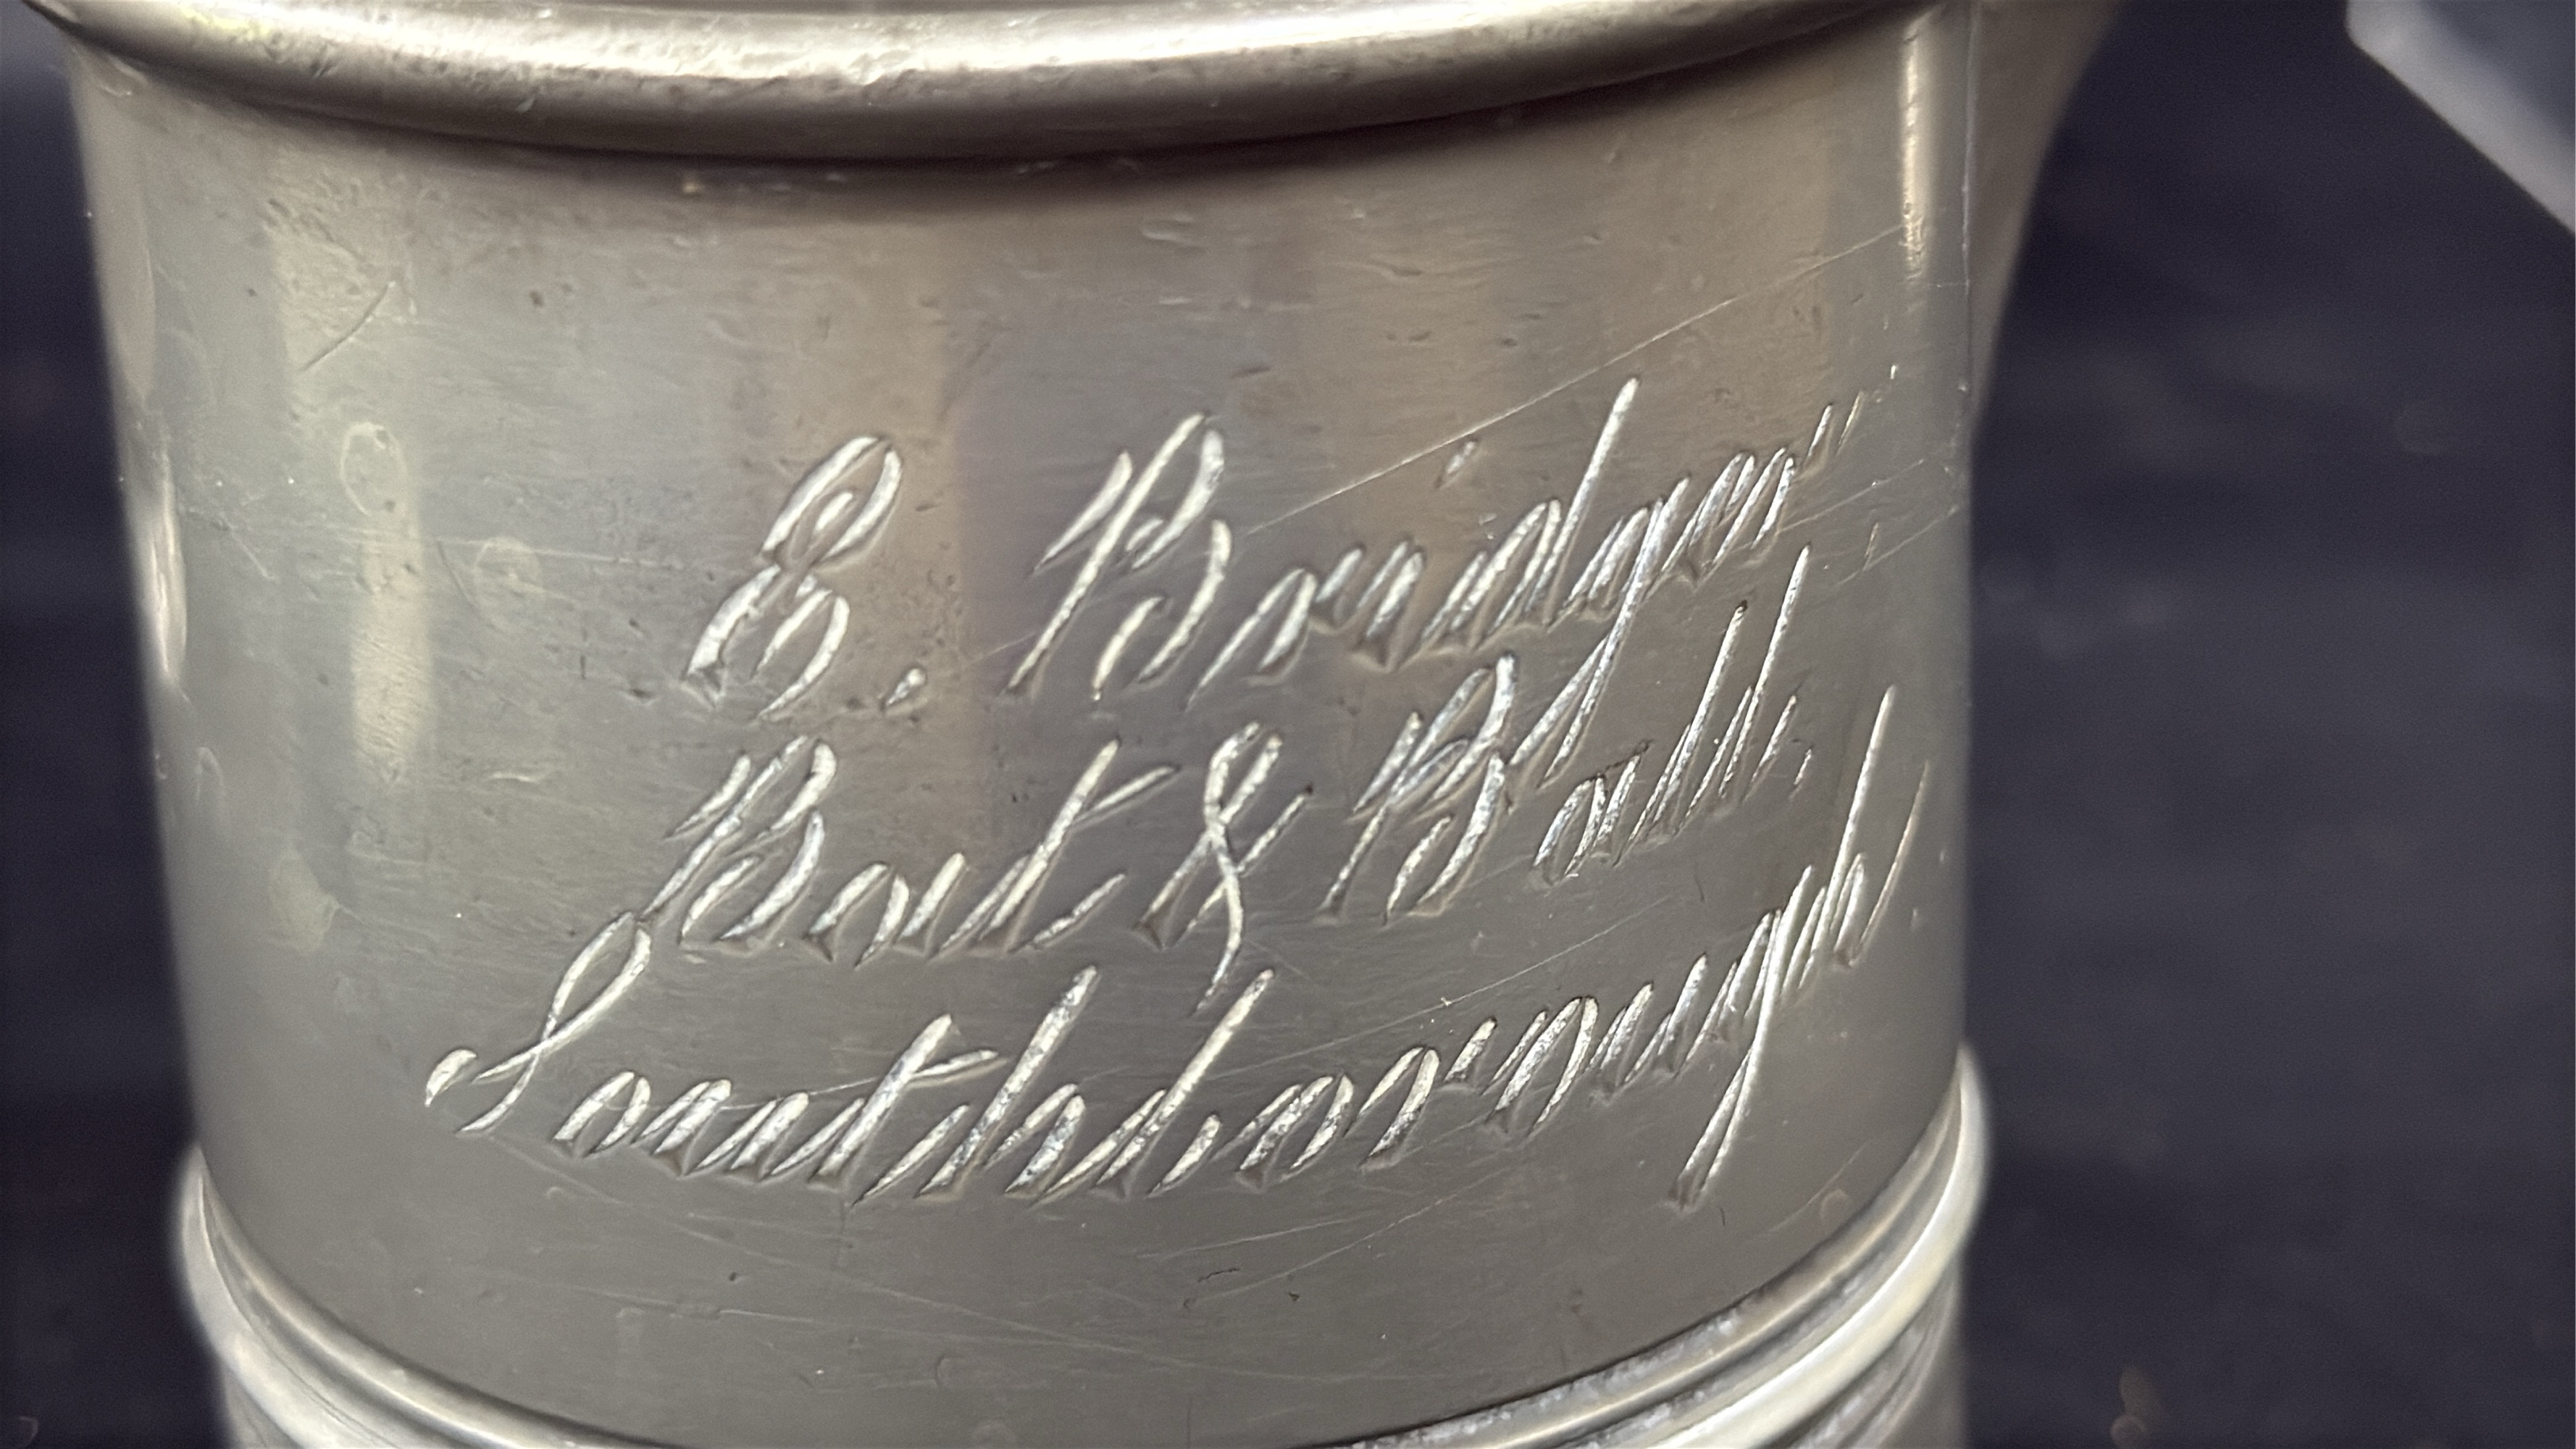 E. Bridger
Bat & Ball,
Southborough